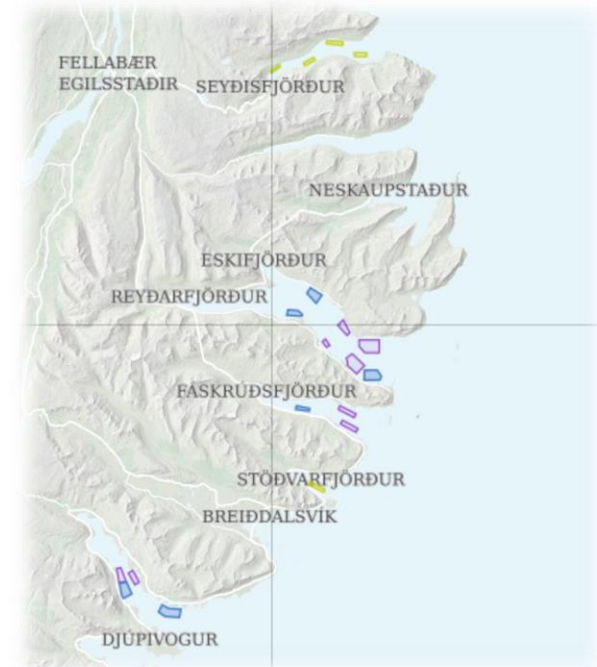 FELLABÆR
EGILSSTAÐIR
SEYÐISFJÖRÐUR
NESKAUPSTAÐUR
ESKIFJÖRÐUR
REYÐARFJÖRÐUR
FÁSKRÚÐSFJÖRÐUR
STÖÐVARFJÖRÐUR
BREIÐDALSVÍK
DJÚPIVOGUR